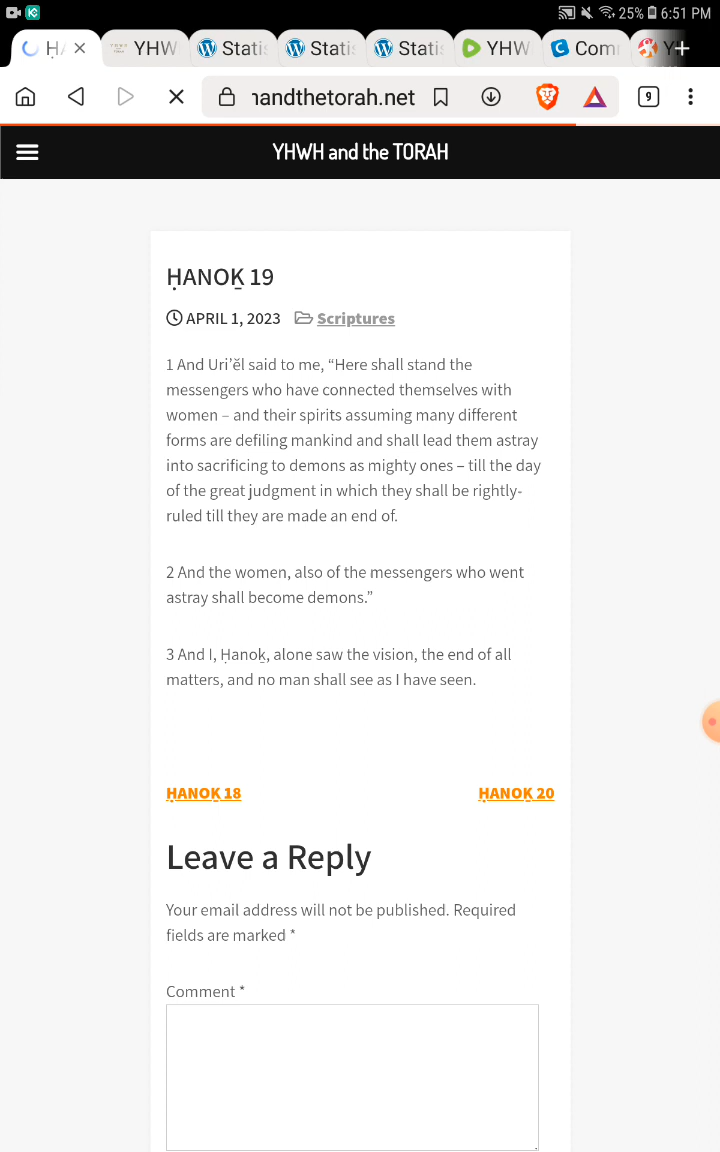 25% 6:51 PM
YHW Statis Statis Statis YHW Com
handthetorah.net 9
YHWH and the TORAH
ḤANOḴ 19
APRIL 1, 2023 Scriptures
1 And Uri’ěl said to me, “Here shall stand the
messengers who have connected themselves with
women – and their spirits assuming many different
forms are defiling mankind and shall lead them astray
into sacrificing to demons as mighty ones – till the day
of the great judgment in which they shall be rightly-
ruled till they are made an end of.
2 And the women, also of the messengers who went
astray shall become demons.”
3 And I, Ḥanoḵ, alone saw the vision, the end of all
matters, and no man shall see as I have seen.
ḤANOḴ 18 ḤANOḴ 20
Leave a Reply
Your email address will not be published. Required
fields are marked *
Comment *